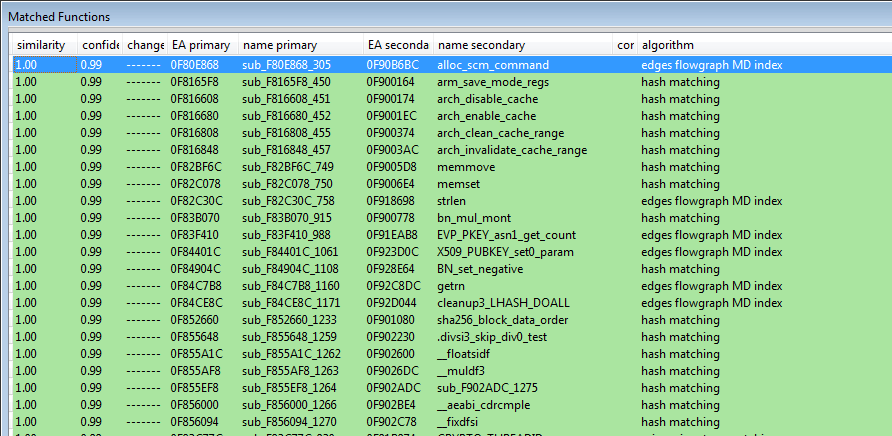 Matched Functions
similarity confide change EA primary name primary EA seconda name secondary cor algorithm
1.00 0.99 ------- 0F80E868 sub_F80E868_305 0F90B6BC alloc_scm_command edges flowgraph MD index
1.00 0.99 ------- 0F8165F8 sub_F8165F8_450 0F900164 arm_save_mode_regs hash matching
1.00 0.99 ------- 0F816608 sub_F816608_451 0F900174 arch_disable_cache hash matching
1.00 0.99 ------- 0F816680 sub_F816680_452 0F9001EC arch_enable_cache hash matching
1.00 0.99 ------- 0F816808 sub_F816808_455 0F900374 arch_clean_cache_range hash matching
1.00 0.99 ------- 0F816848 sub_F816848_457 0F9003AC arch_invalidate_cache_range hash matching
1.00 0.99 ------- 0F82BF6C sub_F82BF6C_749 0F9005D8 memmove hash matching
1.00 0.99 ------- 0F82C078 sub_F82C078_750 0F9006E4 memset hash matching
1.00 0.99 ------- 0F82C30C sub_F82C30C_758 0F918698 strlen edges flowgraph MD index
1.00 0.99 ------- 0F83B070 sub_F83B070_915 0F900778 bn_mul_mont hash matching
1.00 0.99 ------- 0F83F410 sub_F83F410_988 0F91EAB8 EVP_PKEY_asn1_get_count edges flowgraph MD index
1.00 0.99 ------- 0F84401C sub_F84401C_1061 0F923D0C X509_PUBKEY_set0_param edges flowgraph MD index
1.00 0.99 ------- 0F84904C sub_F84904C_1108 0F928E64 BN_set_negative hash matching
1.00 0.99 ------- 0F84C7B8 sub_F84C7B8_1160 0F92C8DC getrn edges flowgraph MD index
1.00 0.99 ------- 0F84CE8C sub_F84CE8C_1171 0F92D044 cleanup3_LHASH_DOALL edges flowgraph MD index
1.00 0.99 ------- 0F852660 sub_F852660_1233 0F901080 sha256_block_data_order hash matching
1.00 0.99 ------- 0F855648 sub_F855648_1259 0F902230 .divsi3_skip_div0_test hash matching
1.00 0.99 ------- 0F855A1C sub_F855A1C_1262 0F902600 __floatsidf hash matching
1.00 0.99 ------- 0F855AF8 sub_F855AF8_1263 0F9026DC __muldf3 hash matching
1.00 0.99 ------- 0F855EF8 sub_F855EF8_1264 0F902ADC sub_F902ADC_1275 hash matching
1.00 0.99 ------- 0F856000 sub_F856000_1266 0F902BE4 __aeabi_cdrcmple hash matching
1.00 0.99 ------- 0F856094 sub_F856094_1270 0F902C78 __fixdfsi hash matching